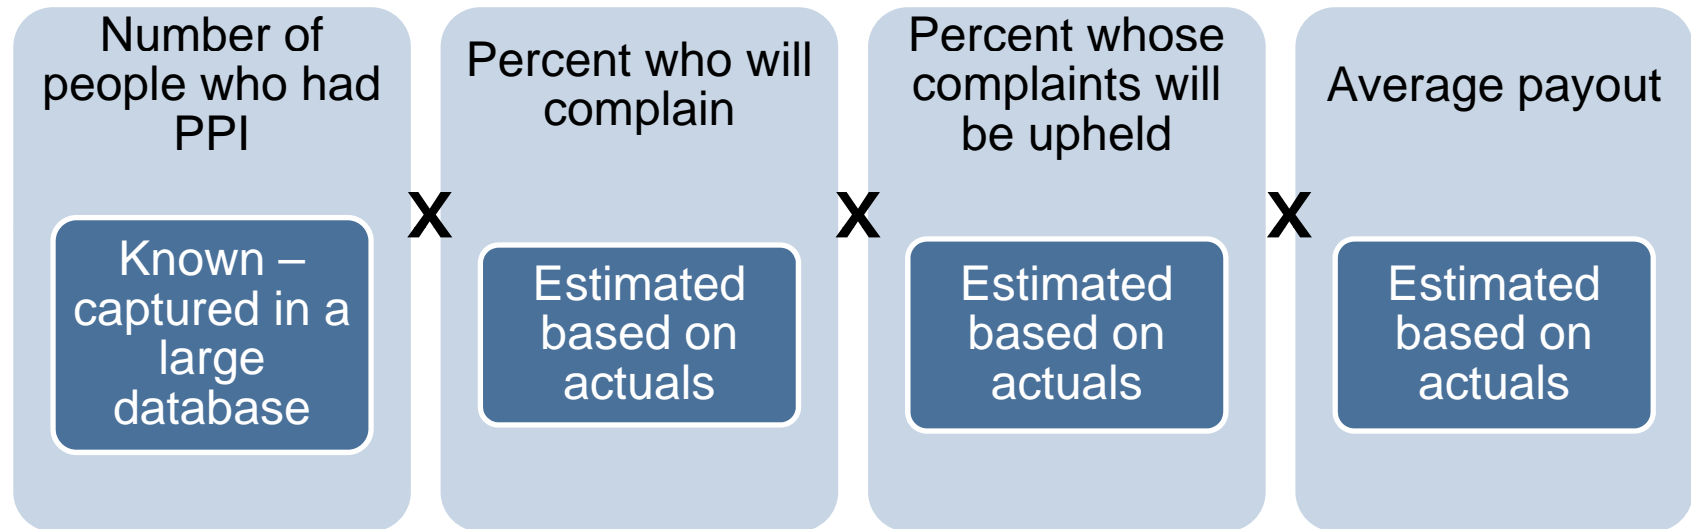 Number of
people who had
PPI
Known –
captured in a
large
database
X
Percent who will
complain
Estimated
based on
actuals
X
Percent whose
complaints will
be upheld
Estimated
based on
actuals
X
Average payout
Estimated
based on
actuals